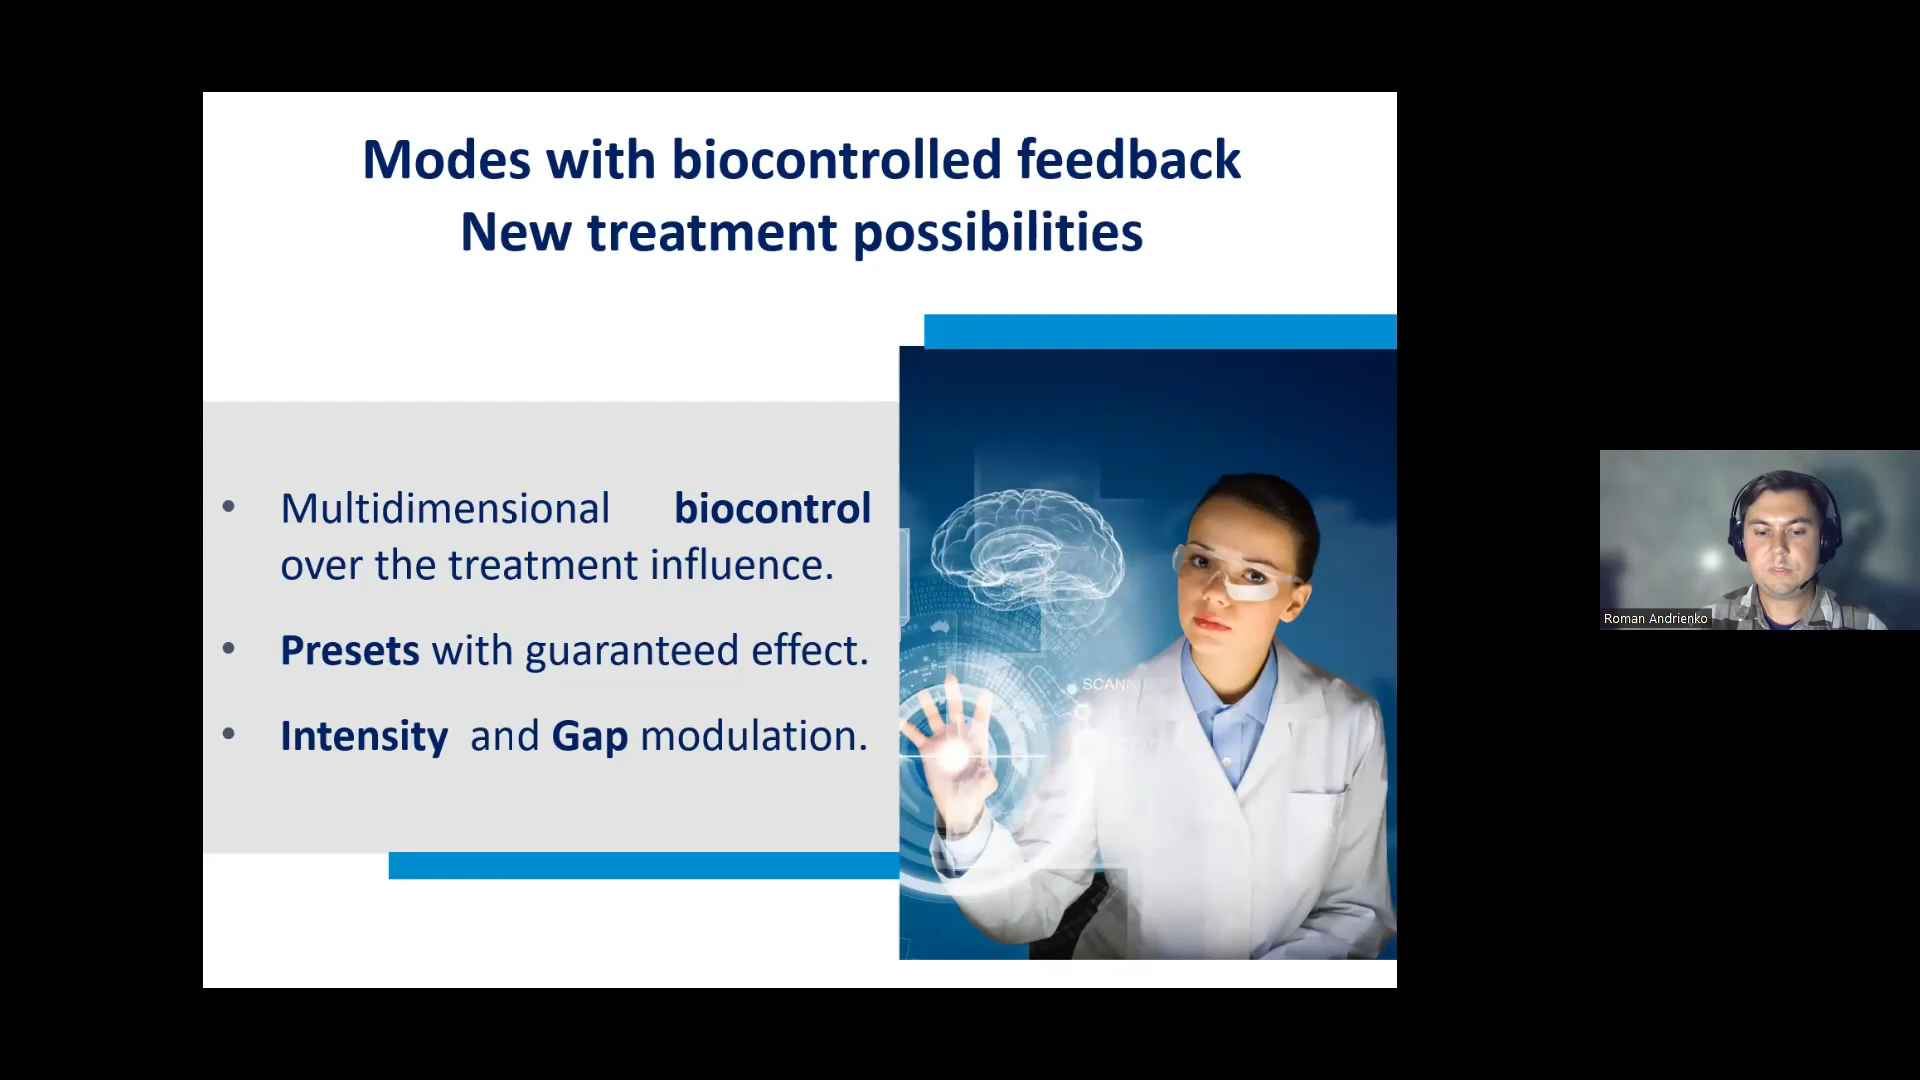 Modes with biocontrolled feedback
New treatment possibilities
• Multidimensional biocontrol
over the treatment influence.
• Presets with guaranteed effect.
• Intensity and Gap modulation.
Roman Andrienko